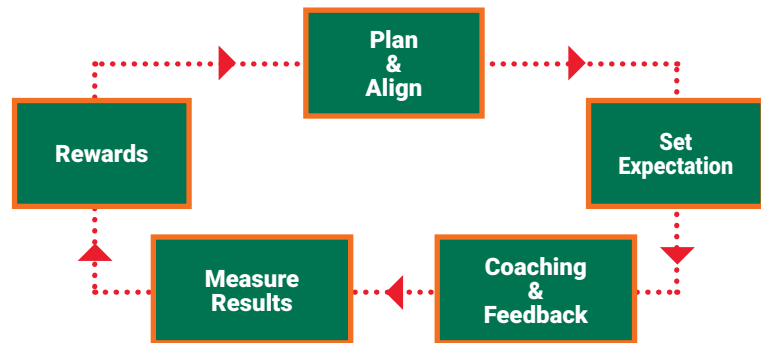 Plan
&
Align
Set
Expectation
Coaching
&
Feedback
Measure
Results
Rewards